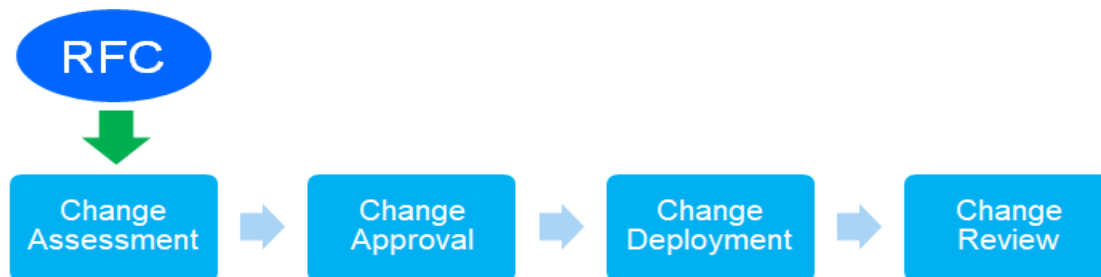 RFC
Change
Assessment
Change
Approval
Change
Deployment
Change
Review